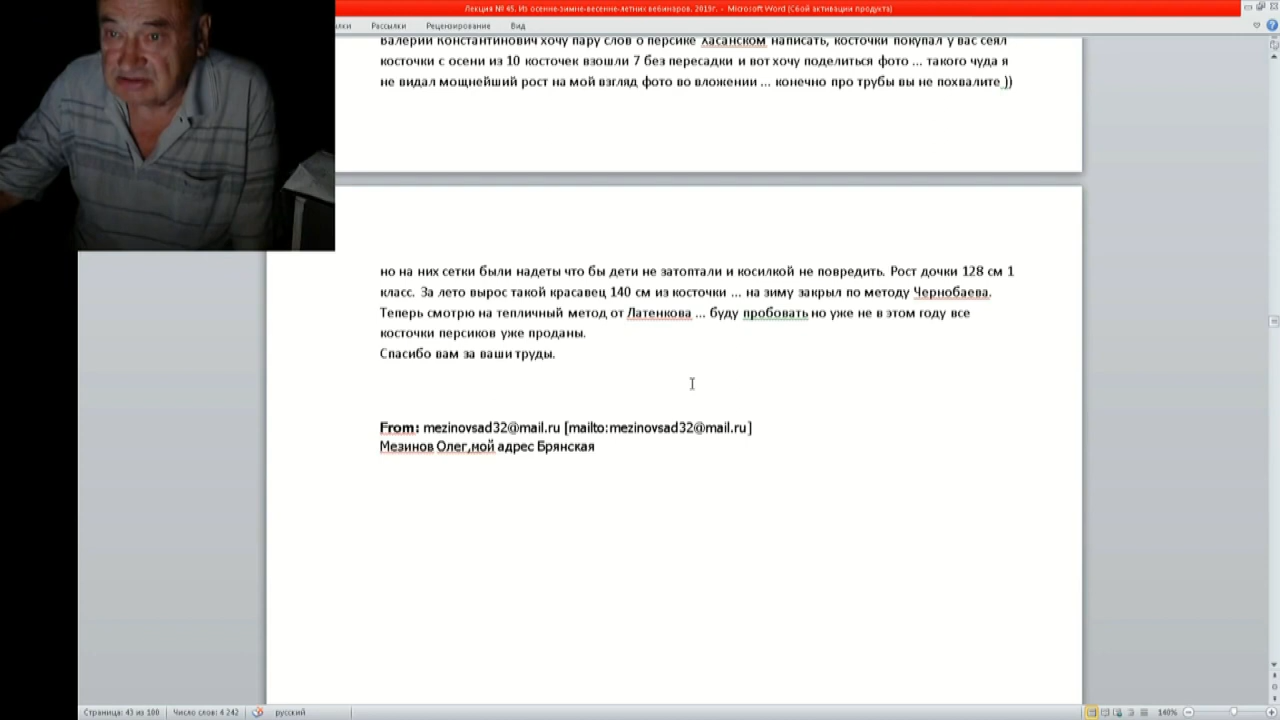 Лекция № 45. Из осенне-зимне-весенне-летних вебинаров. 2019г. - Microsoft Word (Сбой активации продукта)
лки Рассылки Рецензирование Вид
Валерий Константинович хочу пару слов о персике Хасанском написать, косточки покупал у вас сеял
косточки с осени из 10 косточек взошли 7 без пересадки и вот хочу поделиться фото ... такого чуда я
не видал мощнейший рост на мой взгляд фото во вложении ... конечно про трубы вы не похвалите ))
но на них сетки были надеты что бы дети не затоптали и косилкой не повредить. Рост дочки 128 см 1
класс. За лето вырос такой красавец 140 см из косточки ... на зиму закрыл по методу Чернобаева.
Теперь смотрю на тепличный метод от Латенкова ... буду пробовать но уже не в этом году все
косточки персиков уже проданы.
Спасибо вам за ваши труды.
From: mezinovsad32@mail.ru [mailto:mezinovsad32@mail.ru]
Мезинов Олег,мой адрес Брянская
Страница: 43 из 100 Число слов: 4 242 русский 140%